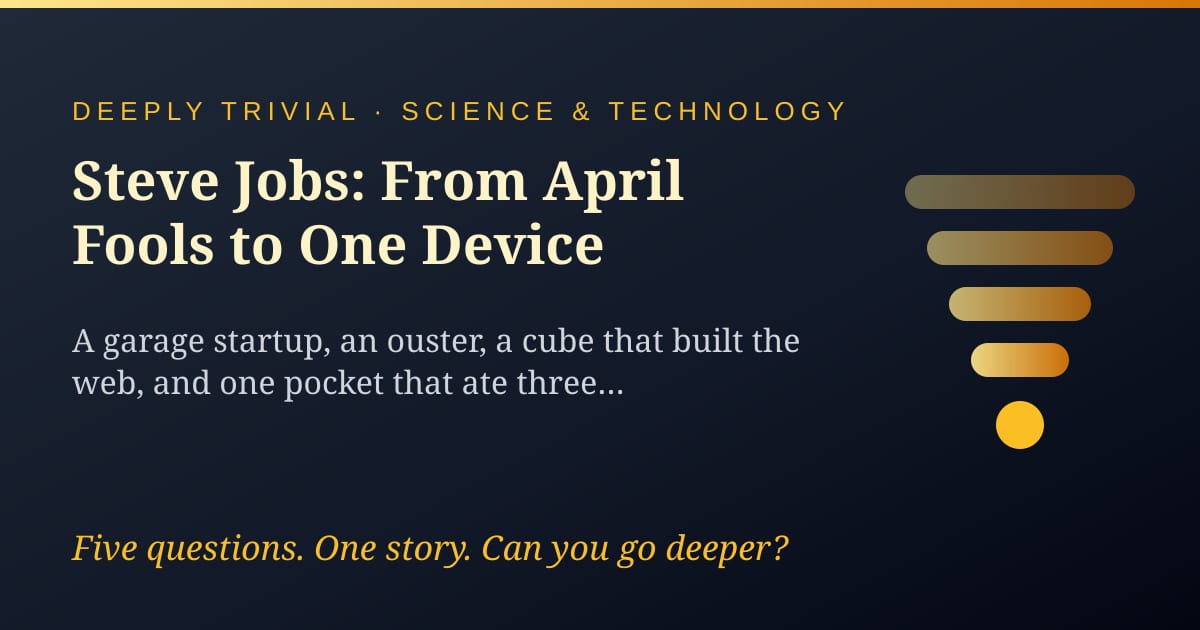 DEEPLY TRIVIAL · SCIENCE & TECHNOLOGY
Steve Jobs: From April
Fools to One Device
A garage startup, an ouster, a cube that built the
web, and one pocket that ate three…
Five questions. One story. Can you go deeper?